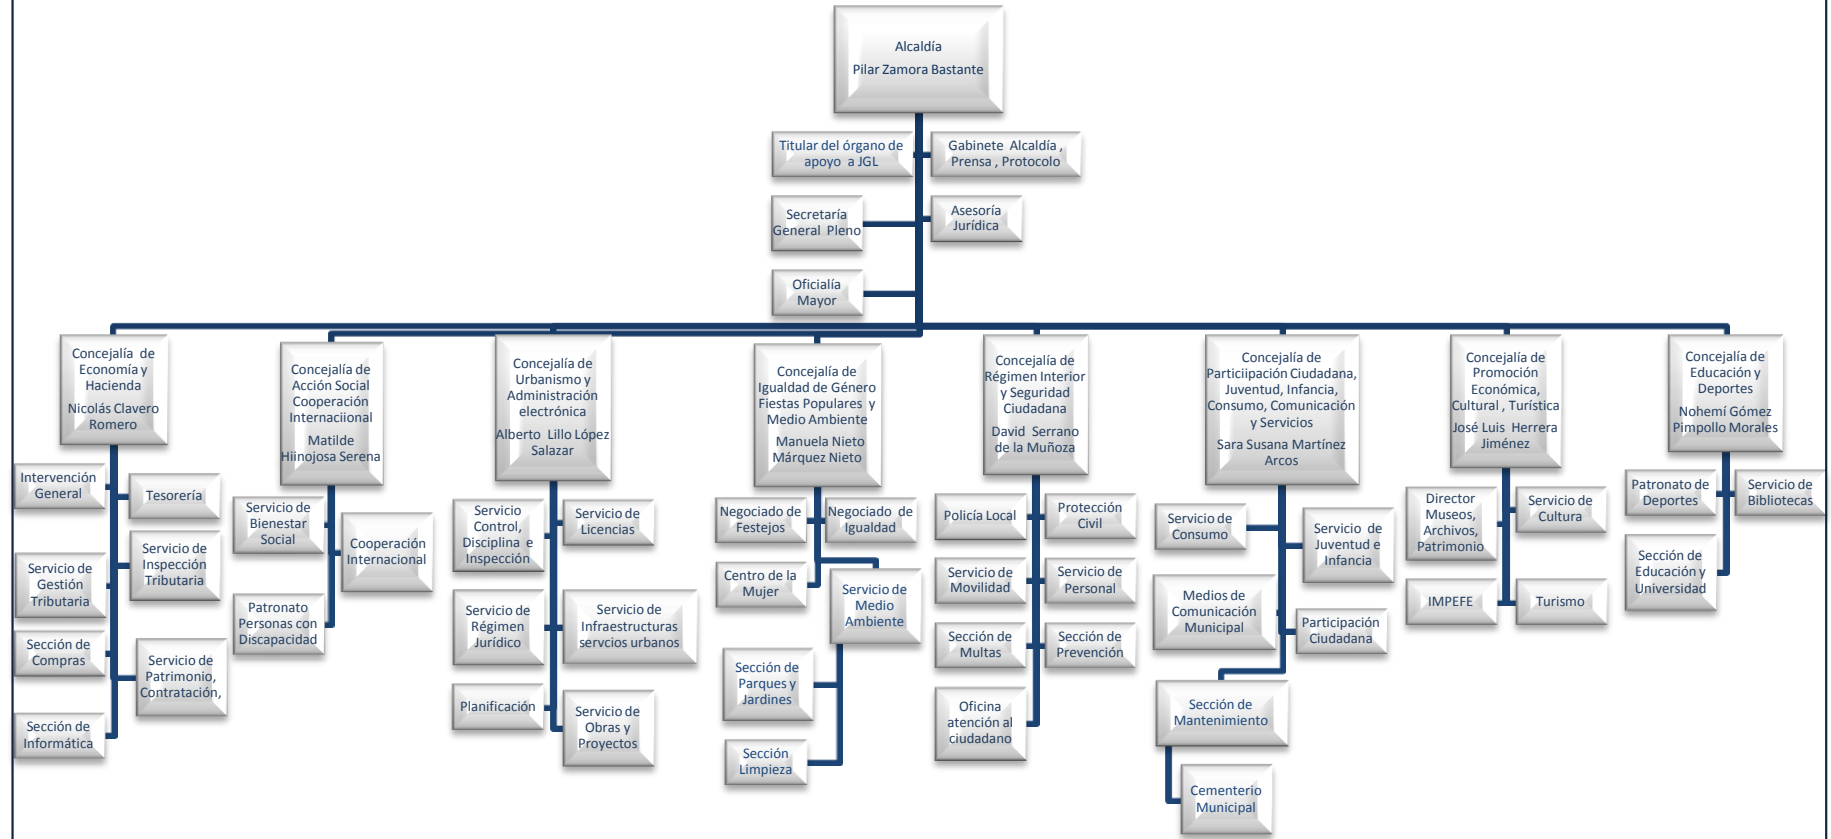 Alcaldía
Pilar Zamora Bastante
Titular del órgano de
apoyo a JGL
Gabinete Alcaldía ,
Prensa , Protocolo
Secretaría
General Pleno
Asesoría
Jurídica
Oficialía
Mayor
Concejalía de
Economía y
Hacienda
Nicolás Clavero
Romero
Intervención
General
Tesorería
Servicio de
Inspección
Tributaria
Servicio de
Gestión
Tributaria
Sección de
Compras
Servicio de
Patrimonio,
Contratación,
Sección de
Informática
Concejalía de
Acción Social
Cooperación
Internaciional
Matilde
Hiinojosa Serena
Servicio de
Bienestar
Social
Cooperación
Internacional
Patronato
Personas con
Discapacidad
Concejalía de
Urbanismo y
Administración
electrónica
Alberto Lillo López
Salazar
Servicio
Control,
Disciplina e
Inspección
Servicio de
Licencias
Servicio de
Régimen
Jurídico
Servicio de
Infraestructuras
servcios urbanos
Planificación
Servicio de
Obras y
Proyectos
Concejalía de
Igualdad de Género
Fiestas Populares y
Medio Ambiente
Manuela Nieto
Márquez Nieto
Negociado de
Festejos
Negociado de
Igualdad
Centro de la
Mujer
Servicio de
Medio
Ambiente
Sección de
Parques y
Jardines
Sección
Limpieza
Concejalía de
Régimen Interior
y Seguridad
Ciudadana
David Serrano
de la Muñoza
Policía Local
Protección
Civil
Servicio de
Movilidad
Servicio de
Personal
Sección de
Multas
Sección de
Prevención
Oficina
atención al
ciudadano
Concejalía de
Particiipación Ciudadana,
Juventud, Infancia,
Consumo, Comunicación
y Servicios
Sara Susana Martínez
Arcos
Servicio de
Consumo
Servicio de
Juventud e
Infancia
Medios de
Comunicación
Municipal
Participación
Ciudadana
Sección de
Mantenimiento
Cementerio
Municipal
Concejalía de
Promoción
Económica,
Cultural , Turística
José Luis Herrera
Jiménez
Director
Museos,
Archivos,
Patrimonio
Servicio de
Cultura
IMPEFE
Turismo
Concejalía de
Educación y
Deportes
Nohemí Gómez
Pimpollo Morales
Patronato de
Deportes
Servicio de
Bibliotecas
Sección de
Educación y
Universidad